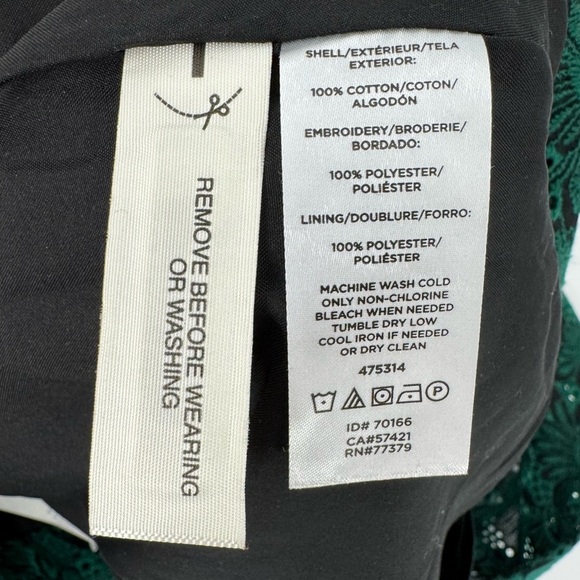 REMOVE BEFORE WEARING
OR WASHING
SHELL/EXTÉRIEUR/TELA
EXTERIOR:
100% COTTON/COTON/
ALGODÓN
EMBROIDERY/BRODERIE/
BORDADO:
100% POLYESTER/
POLIÉSTER
LINING/DOUBLURE/FORRO:
100% POLYESTER/
POLIÉSTER
MACHINE WASH COLD
ONLY NON-CHLORINE
BLEACH WHEN NEEDED
TUMBLE DRY LOW
COOL IRON IF NEEDED
OR DRY CLEAN
475314
P
ID# 70166
CA#57421
RN#77379